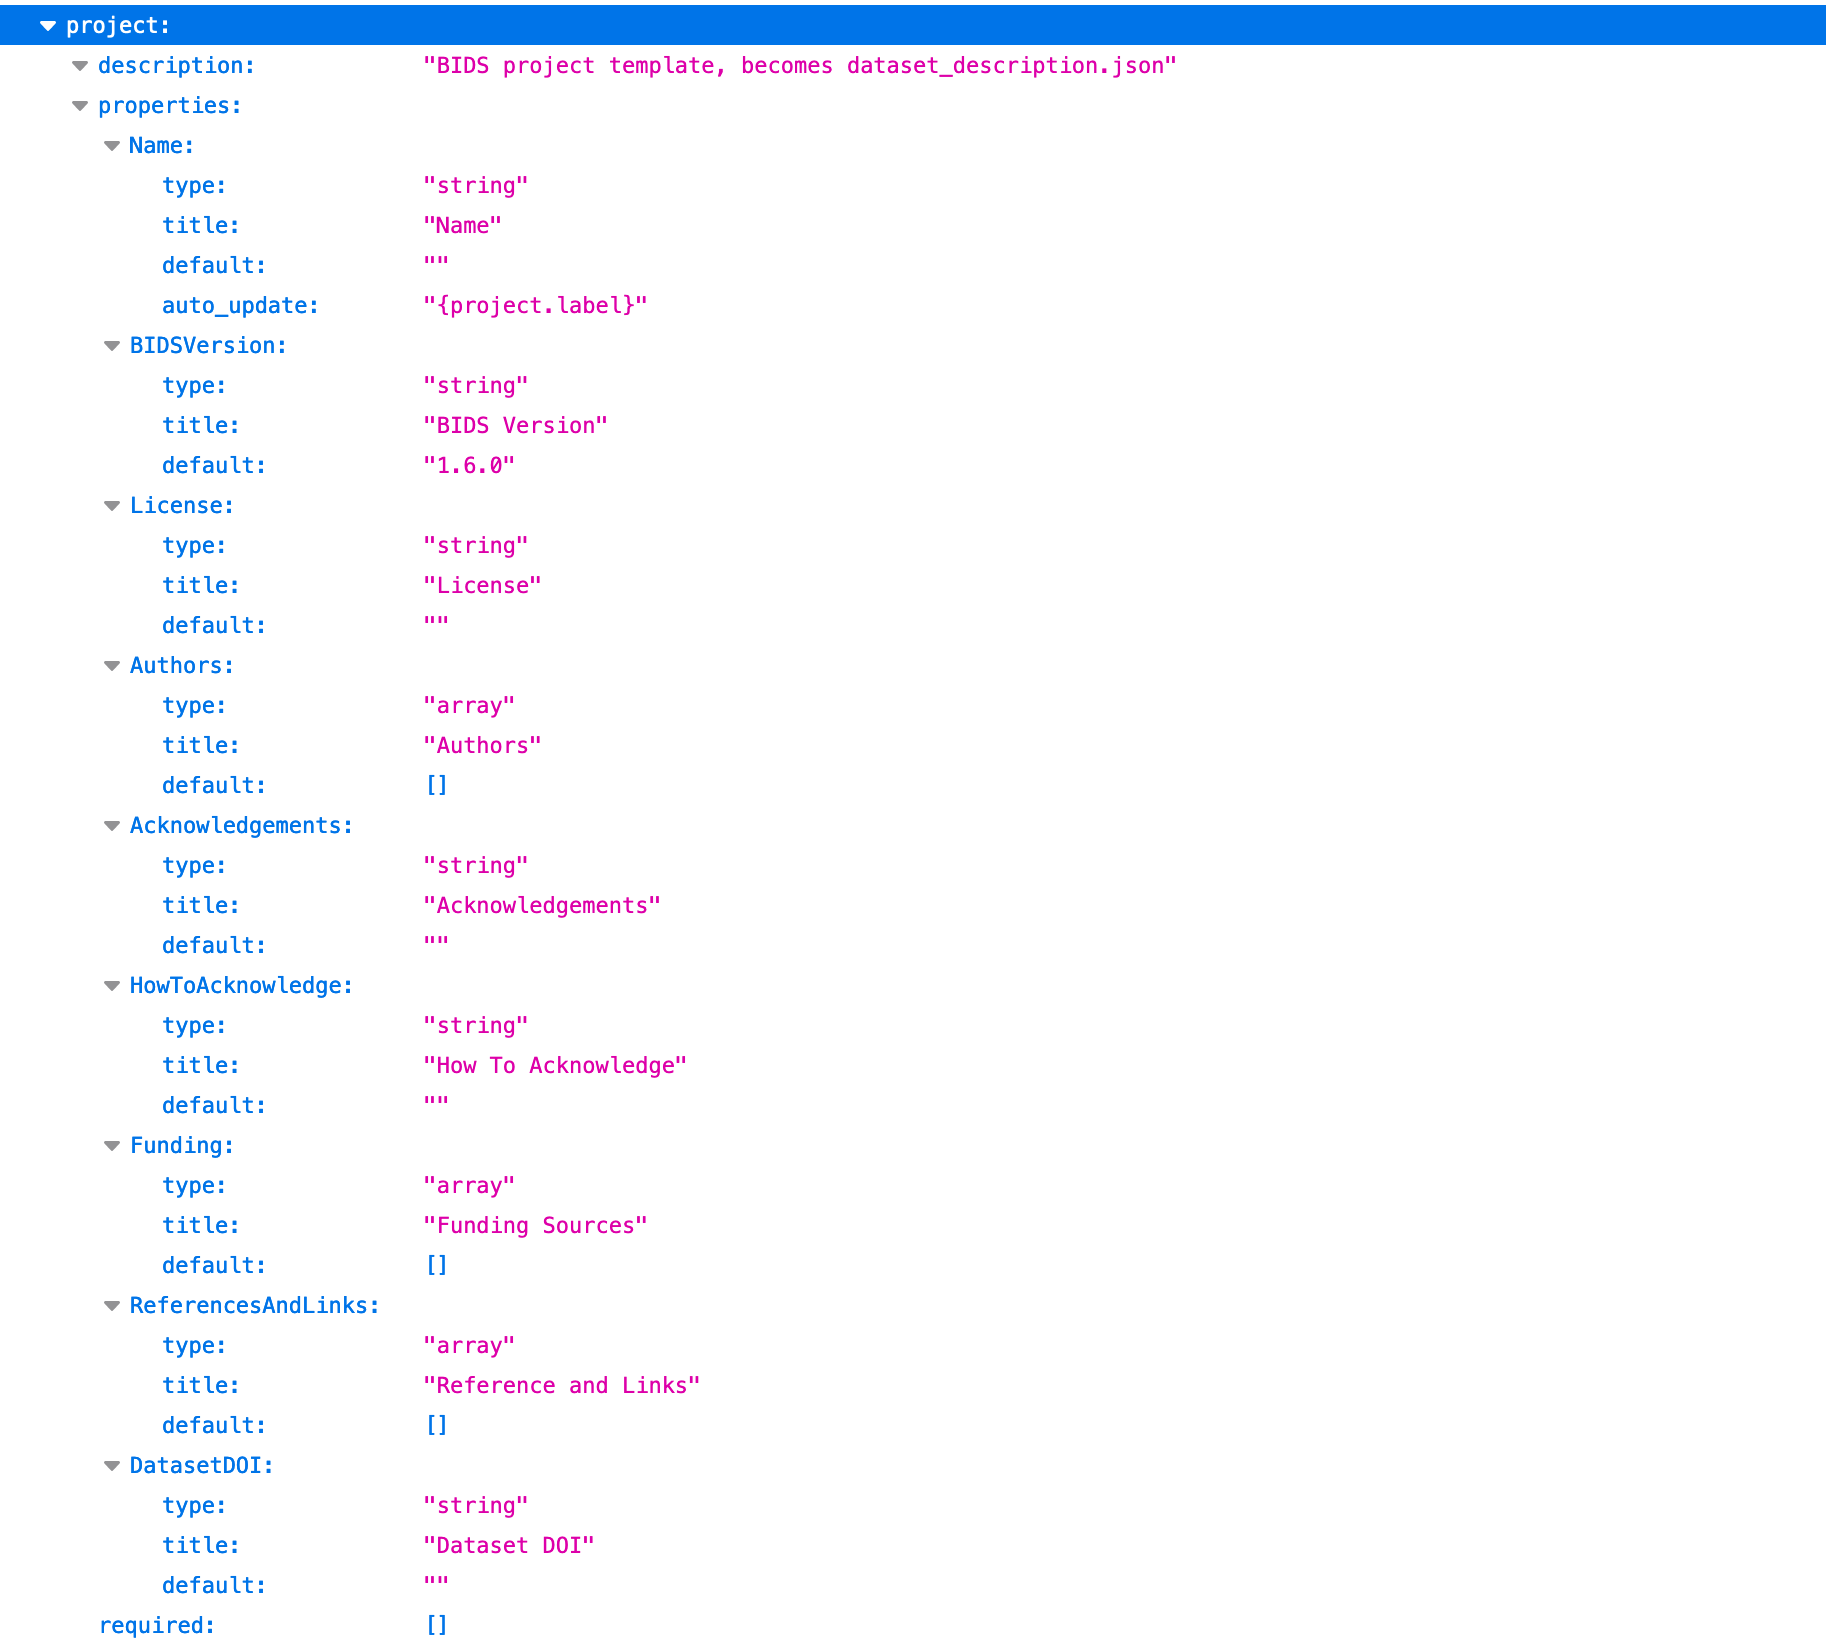 project:
description: "BIDS project template, becomes dataset_description.json"
properties:
Name:
type: "string"
title: "Name"
default: ""
auto_update: "{project.label}"
BIDSVersion:
type: "string"
title: "BIDS Version"
default: "1.6.0"
License:
type: "string"
title: "License"
default: ""
Authors:
type: "array"
title: "Authors"
default: []
Acknowledgements:
type: "string"
title: "Acknowledgements"
default: ""
HowToAcknowledge:
type: "string"
title: "How To Acknowledge"
default: ""
Funding:
type: "array"
title: "Funding Sources"
default: []
ReferencesAndLinks:
type: "array"
title: "Reference and Links"
default: []
DatasetDOI:
type: "string"
title: "Dataset DOI"
default: ""
required: []